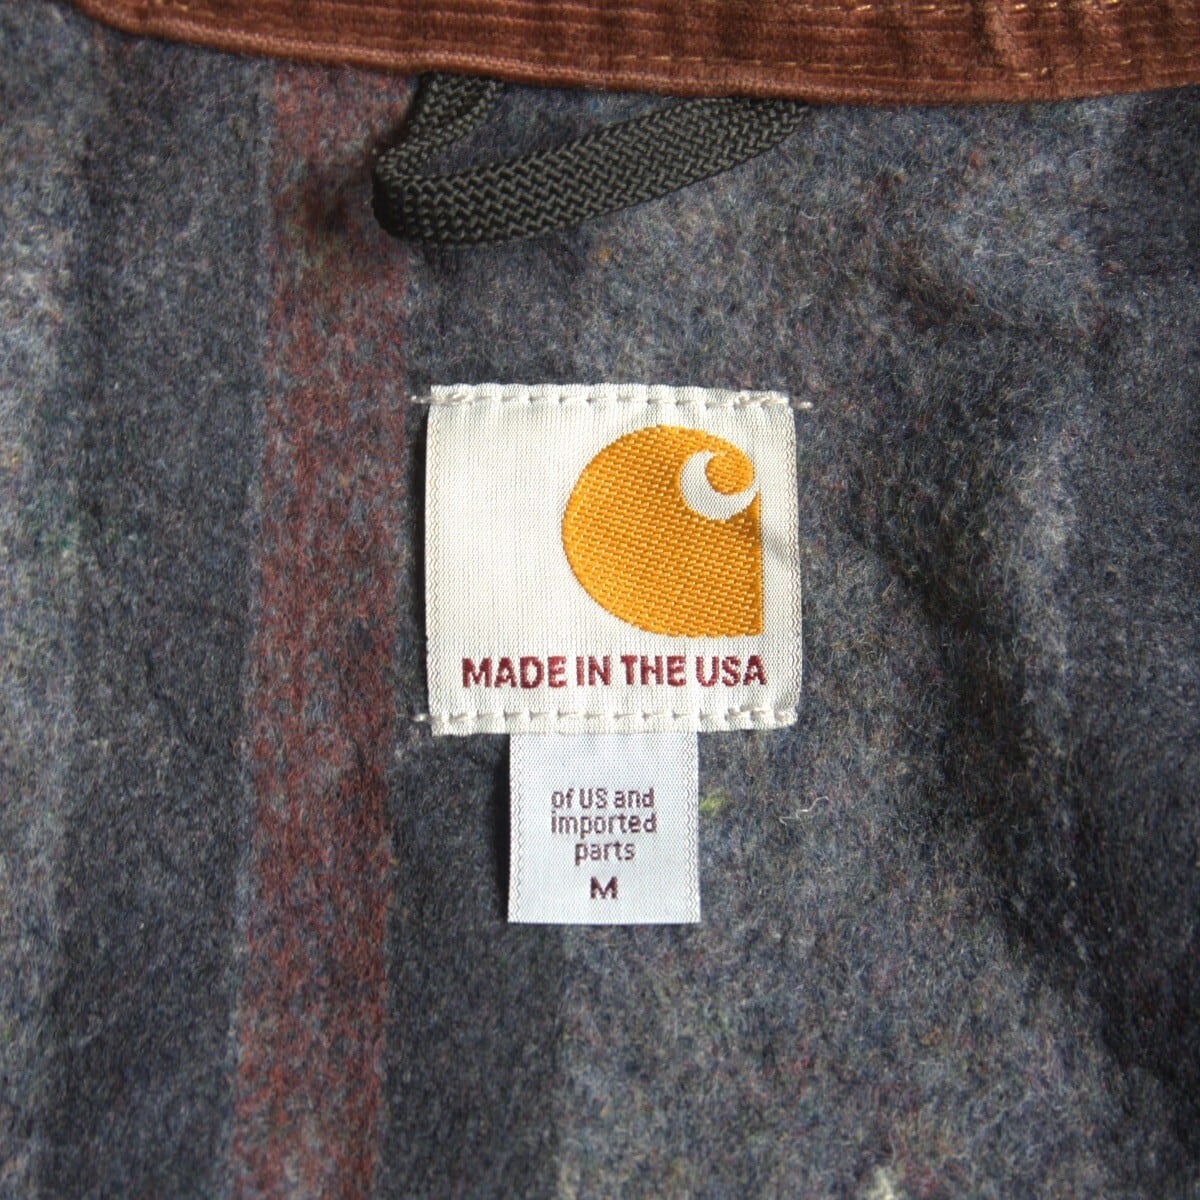 MADE IN THE USA
of US and
imported
parts
M